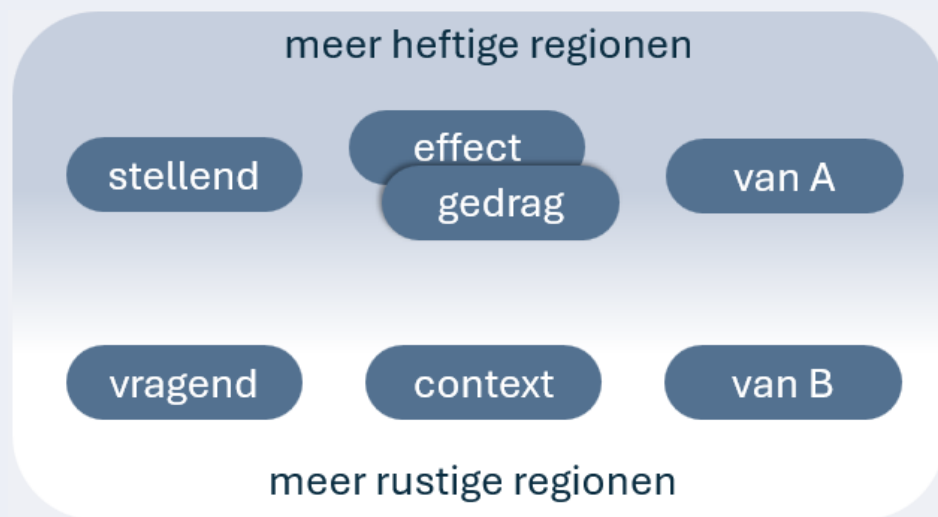 meer heftige regionen
effect
stellend
van A
gedrag
vragend
context
van B
meer rustige regionen